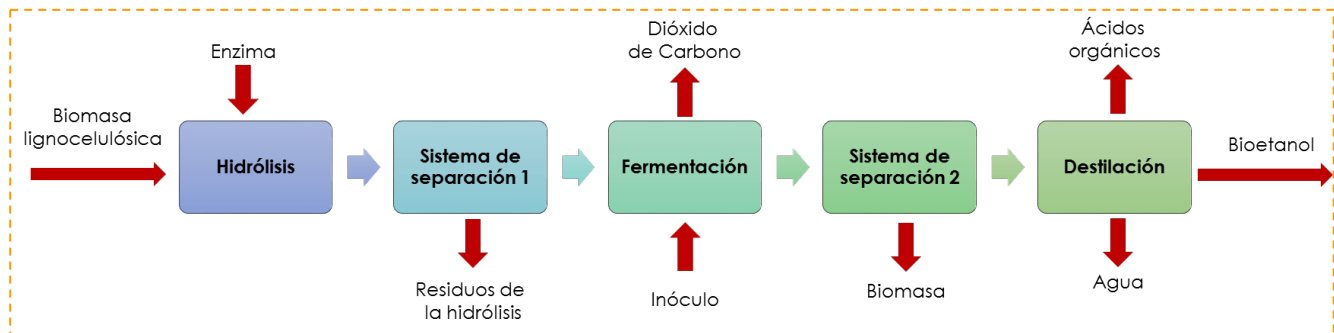 Enzima
Biomasa
lignocelulósica
Hidrólisis
Sistema de
separación 1
Residuos de
la hidrólisis
Dióxido
de Carbono
Fermentación
Inóculo
Sistema de
separación 2
Biomasa
Ácidos
orgánicos
Destilación
Agua
Bioetanol